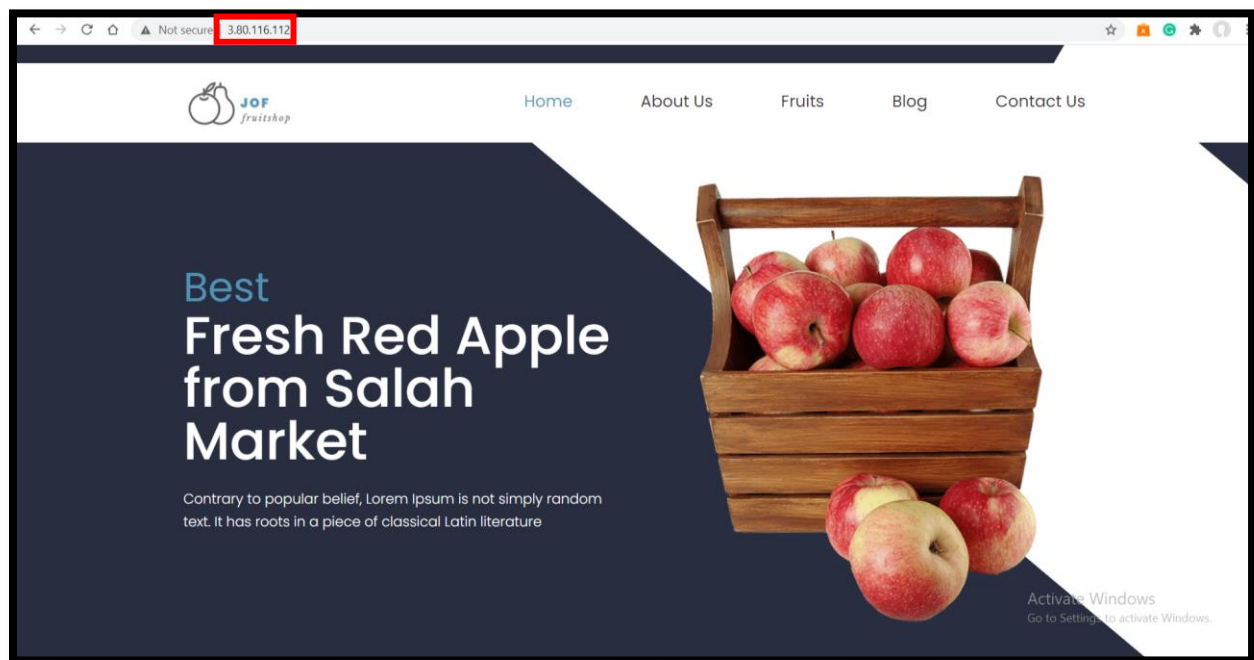 Not secure 3.80.116.112
JOF
fruitshop
Home About Us Fruits Blog Contact Us
Best
Fresh Red Apple
from Salah
Market
Contrary to popular belief, Lorem Ipsum is not simply random
text. It has roots in a piece of classical Latin literature
Activate Windows
Go to Settings to activate Windows.